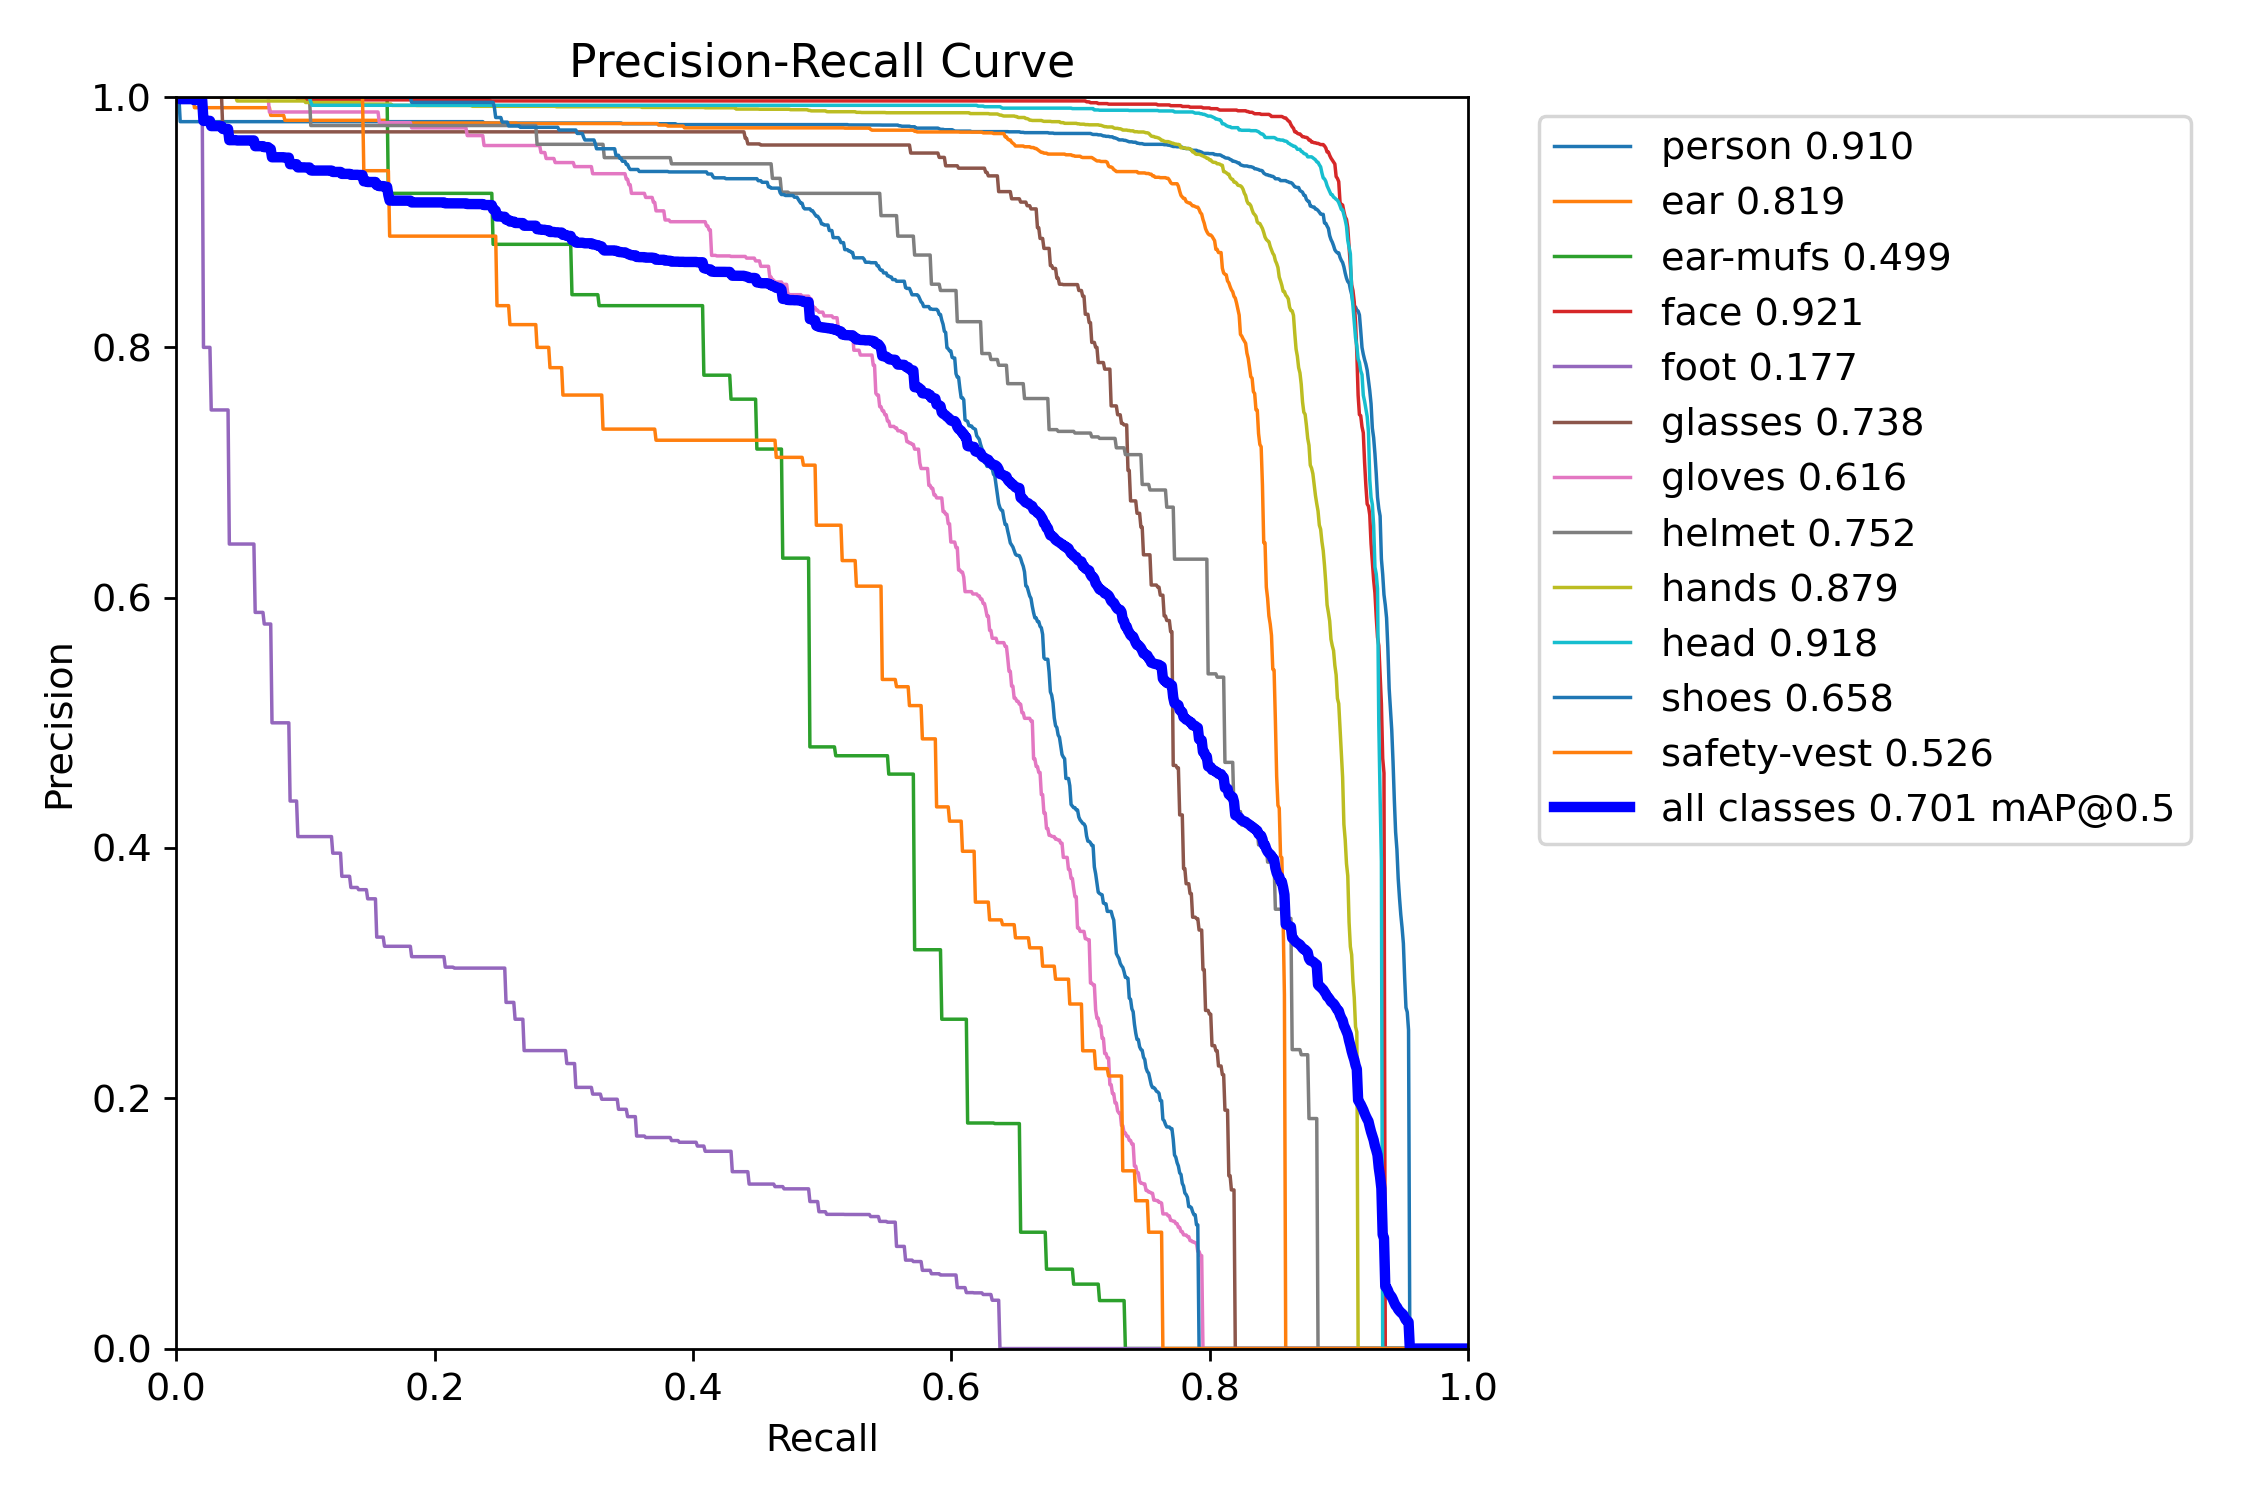 Precision-Recall Curve
1.0
0.8
0.6
0.4
0.2
0.0
Precision
0.0 0.2 0.4 0.6 0.8 1.0
Recall
person 0.910
ear 0.819
ear-mufs 0.499
face 0.921
foot 0.177
glasses 0.738
gloves 0.616
helmet 0.752
hands 0.879
head 0.918
shoes 0.658
safety-vest 0.526
all classes 0.701 mAP@0.5